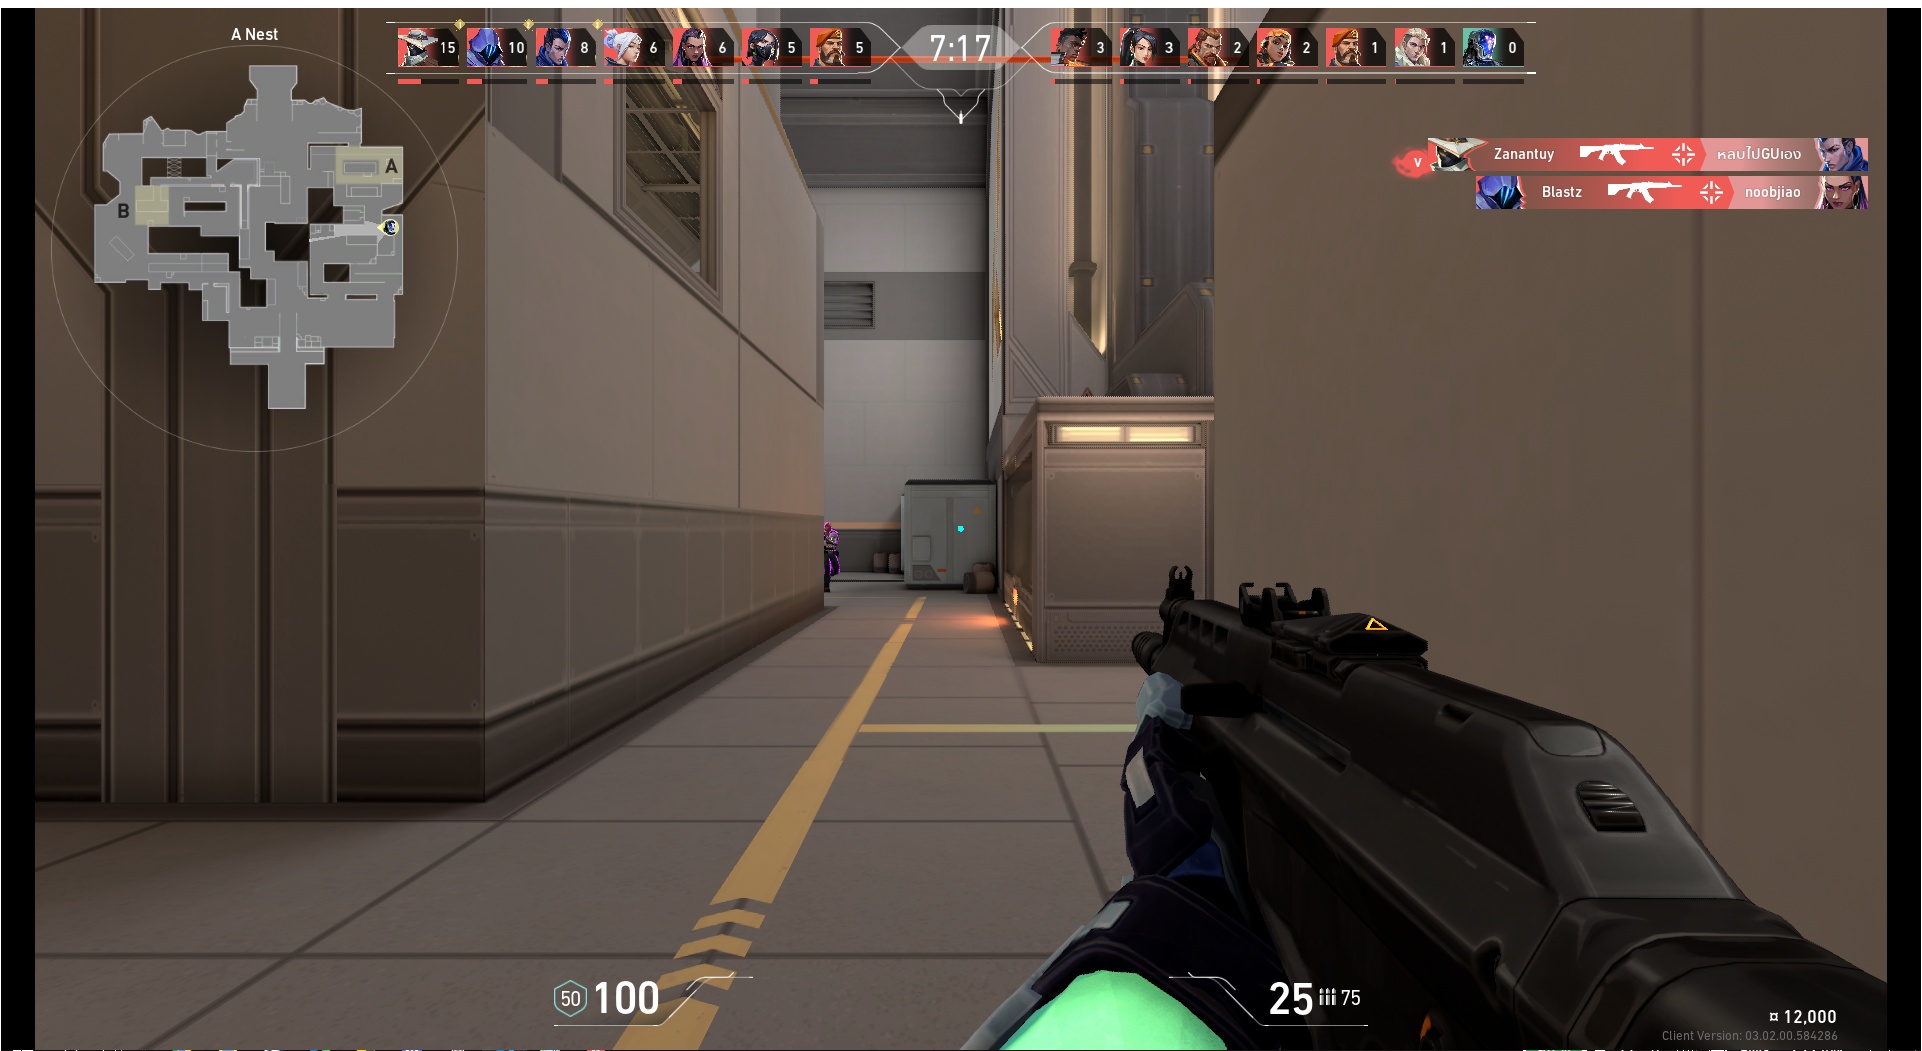 A Nest
15 10 8 6 6 5 5 7:17 3 3 2 2 1 1 0
A
B
V Zanantuy หลบไปGUเอง
Blastz noobjiao
50 100 25 75
¤ 12,000
Client Version: 03.02.00.584286